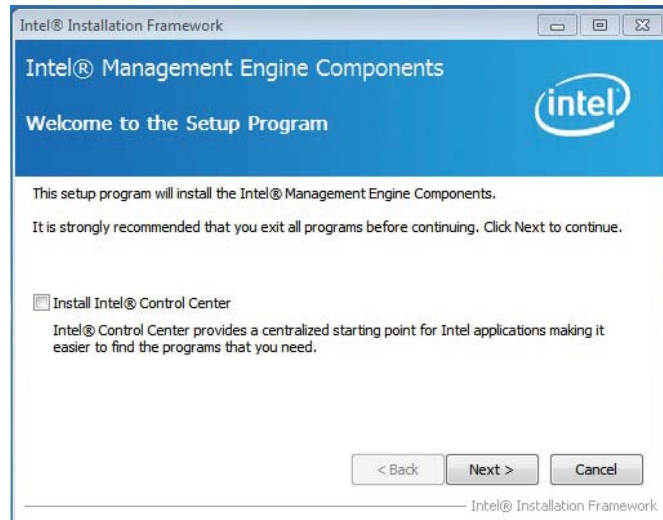 Intel® Installation Framework
Intel® Management Engine Components
intel
Welcome to the Setup Program
This setup program will install the Intel® Management Engine Components.
It is strongly recommended that you exit all programs before continuing. Click Next to continue.
Install Intel® Control Center
Intel® Control Center provides a centralized starting point for Intel applications making it
easier to find the programs that you need.
< Back
Next >
Cancel
Intel® Installation Framework